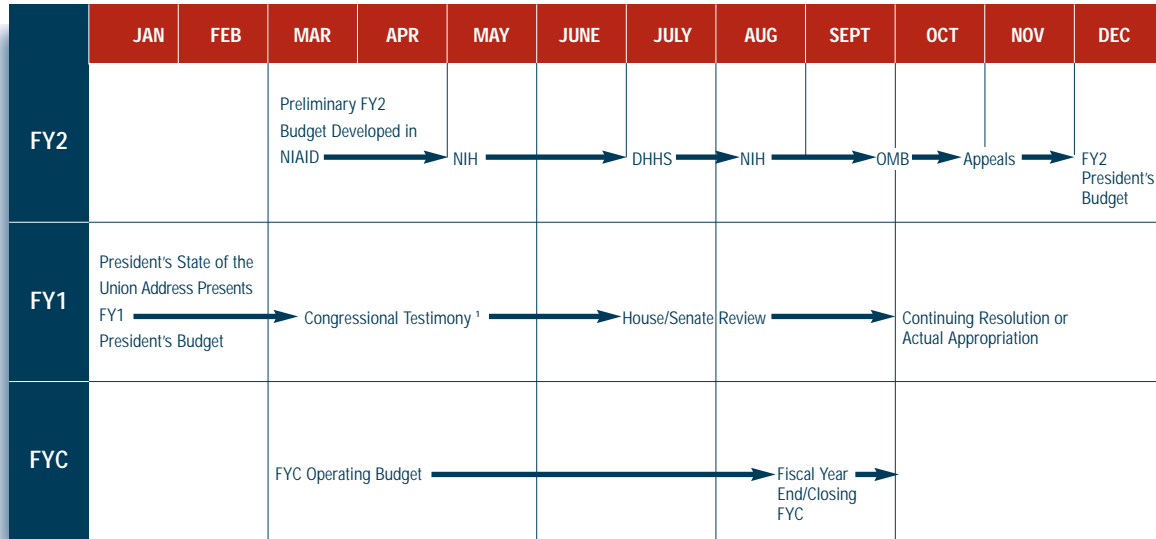 JAN FEB MAR APR MAY JUNE JULY AUG SEPT OCT NOV DEC
FY2
Preliminary FY2
Budget Developed in
NIAID NIH DHHS NIH OMB Appeals FY2
President's
Budget
FY1
President's State of the
Union Address Presents
FY1
President's Budget
Congressional Testimony ¹
House/Senate Review
Continuing Resolution or
Actual Appropriation
FYC
FYC Operating Budget
Fiscal Year
End/Closing
FYC